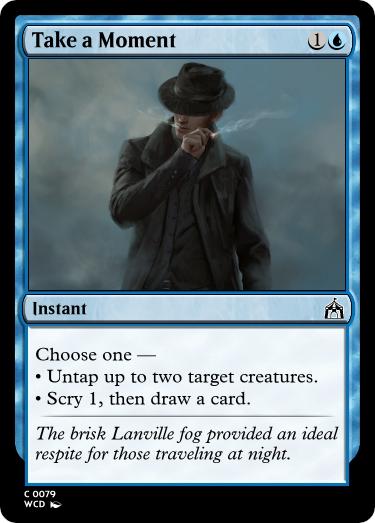 Take a Moment 1
Instant
Choose one —
• Untap up to two target creatures.
• Scry 1, then draw a card.
The brisk Lanville fog provided an ideal
respite for those traveling at night.
C 0079
WCD